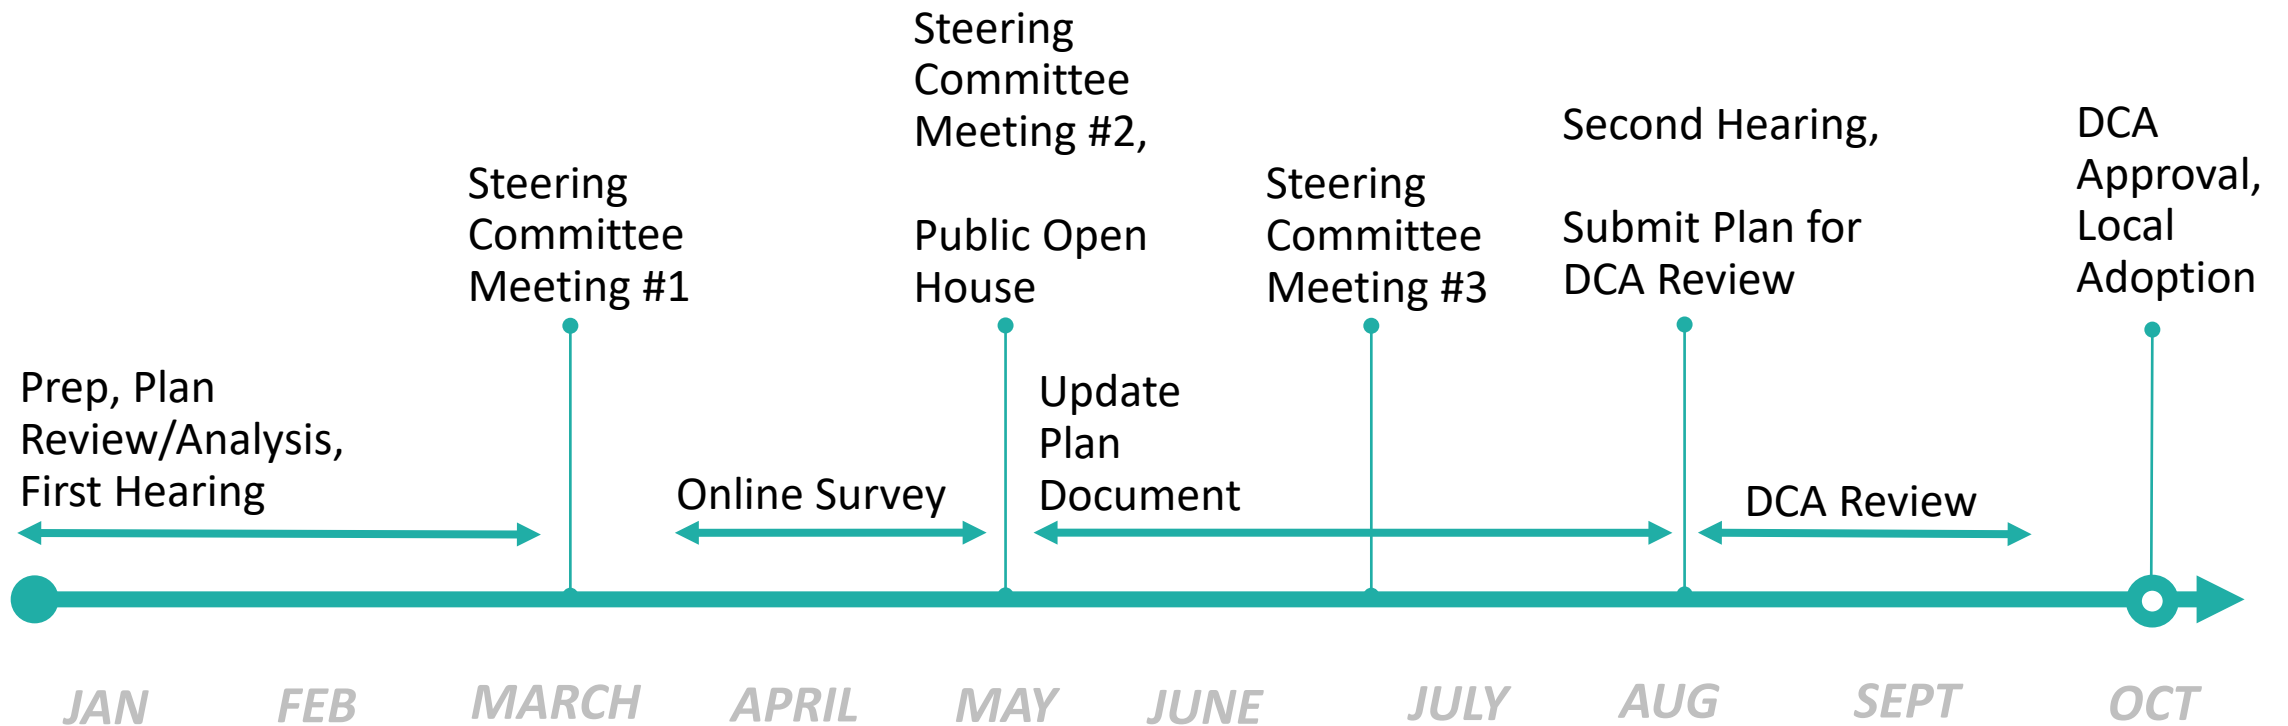 Steering
Committee
Meeting #2,
Public Open
House
Second Hearing,
Submit Plan for
DCA Review
DCA
Approval,
Local
Adoption
Steering
Committee
Meeting #1
Steering
Committee
Meeting #3
Prep, Plan
Review/Analysis,
First Hearing
Online Survey
Update
Plan
Document
DCA Review
JAN
FEB
MARCH
APRIL
MAY
JUNE
JULY
AUG
SEPT
OCT